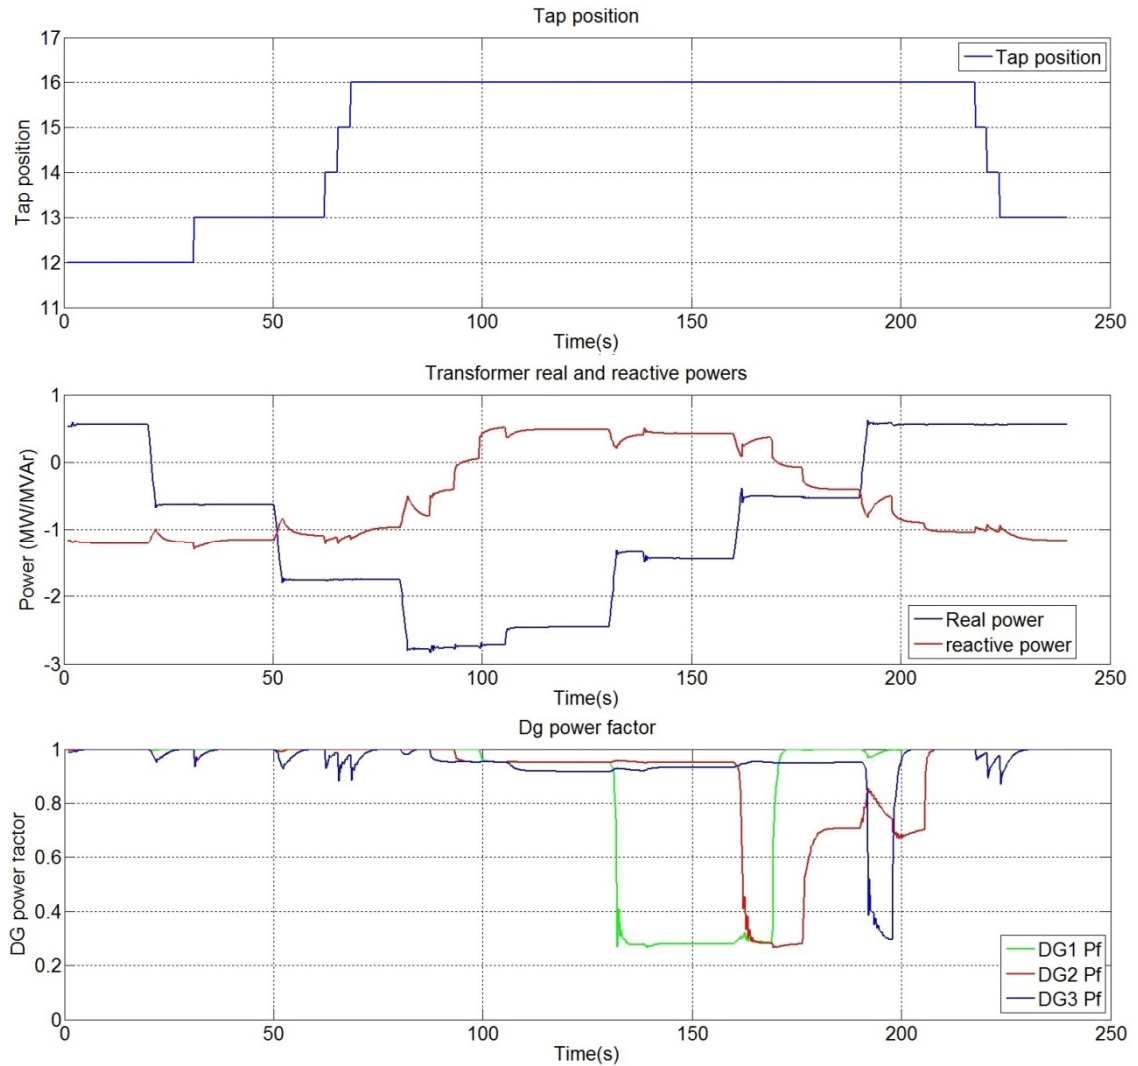 Tap position
17
16
15
14
13
12
11
Tap position
Tap position
0 50 100 150 200 250
Time(s)
Transformer real and reactive powers
1
0
-1
-2
-3
Power (MW/MVAr)
Real power
reactive power
0 50 100 150 200 250
Time(s)
Dg power factor
1
0.8
0.6
0.4
0.2
0
DG power factor
DG1 Pf
DG2 Pf
DG3 Pf
0 50 100 150 200 250
Time(s)